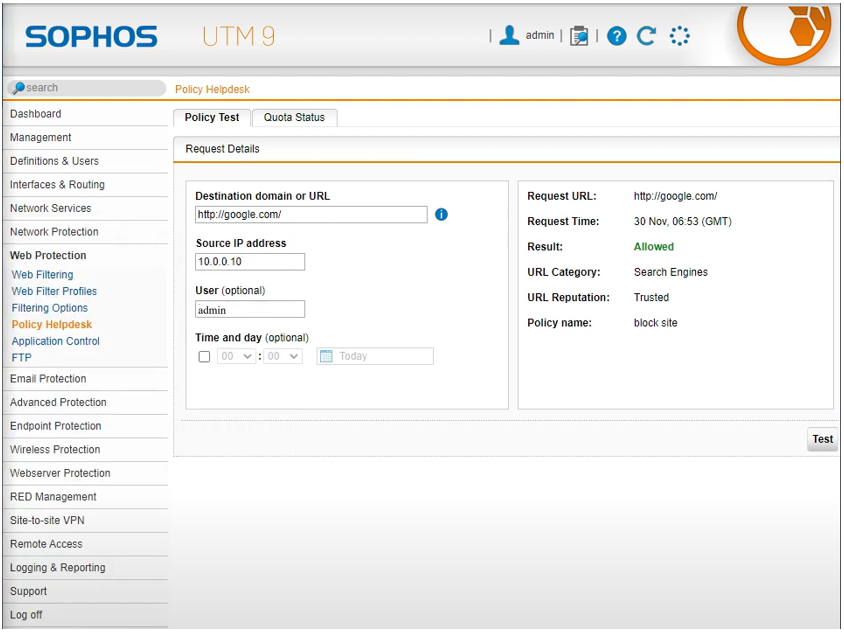 SOPHOS UTM 9 | admin | | ?
search
Policy Helpdesk
Dashboard
Management
Definitions & Users
Interfaces & Routing
Network Services
Network Protection
Web Protection
Web Filtering
Web Filter Profiles
Filtering Options
Policy Helpdesk
Application Control
FTP
Email Protection
Advanced Protection
Endpoint Protection
Wireless Protection
Webserver Protection
RED Management
Site-to-site VPN
Remote Access
Logging & Reporting
Support
Log off
Policy Test Quota Status
Request Details
Destination domain or URL
http://google.com/ i
Source IP address
10.0.0.10
User (optional)
admin
Time and day (optional)
00 : 00 Today
Request URL: http://google.com/
Request Time: 30 Nov, 06:53 (GMT)
Result: Allowed
URL Category: Search Engines
URL Reputation: Trusted
Policy name: block site
Test